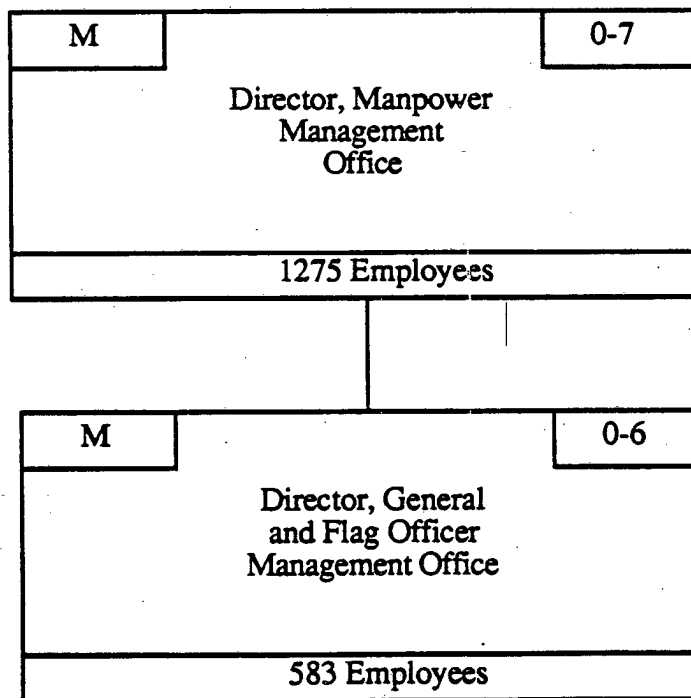 M
0-7
Director, Manpower
Management
Office
1275 Employees
M
0-6
Director, General
and Flag Officer
Management Office
583 Employees